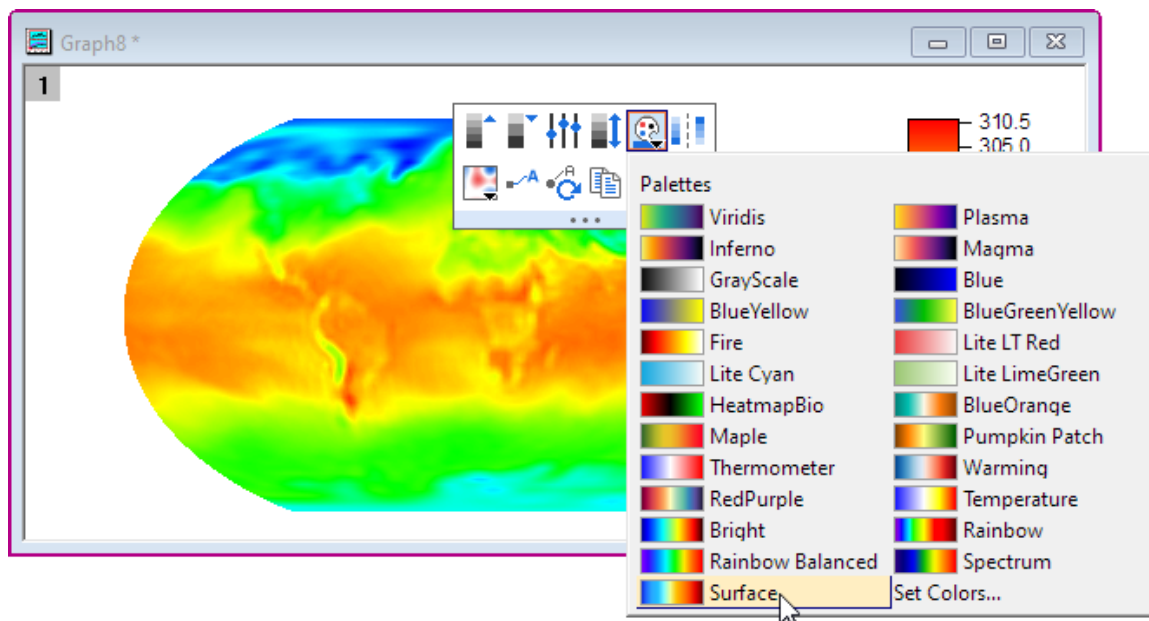 Graph8 *
1
310.5
305.0
Palettes
Viridis Plasma
Inferno Magma
GrayScale Blue
BlueYellow BlueGreenYellow
Fire Lite LT Red
Lite Cyan Lite LimeGreen
HeatmapBio BlueOrange
Maple Pumpkin Patch
Thermometer Warming
RedPurple Temperature
Bright Rainbow
Rainbow Balanced Spectrum
Surface Set Colors...